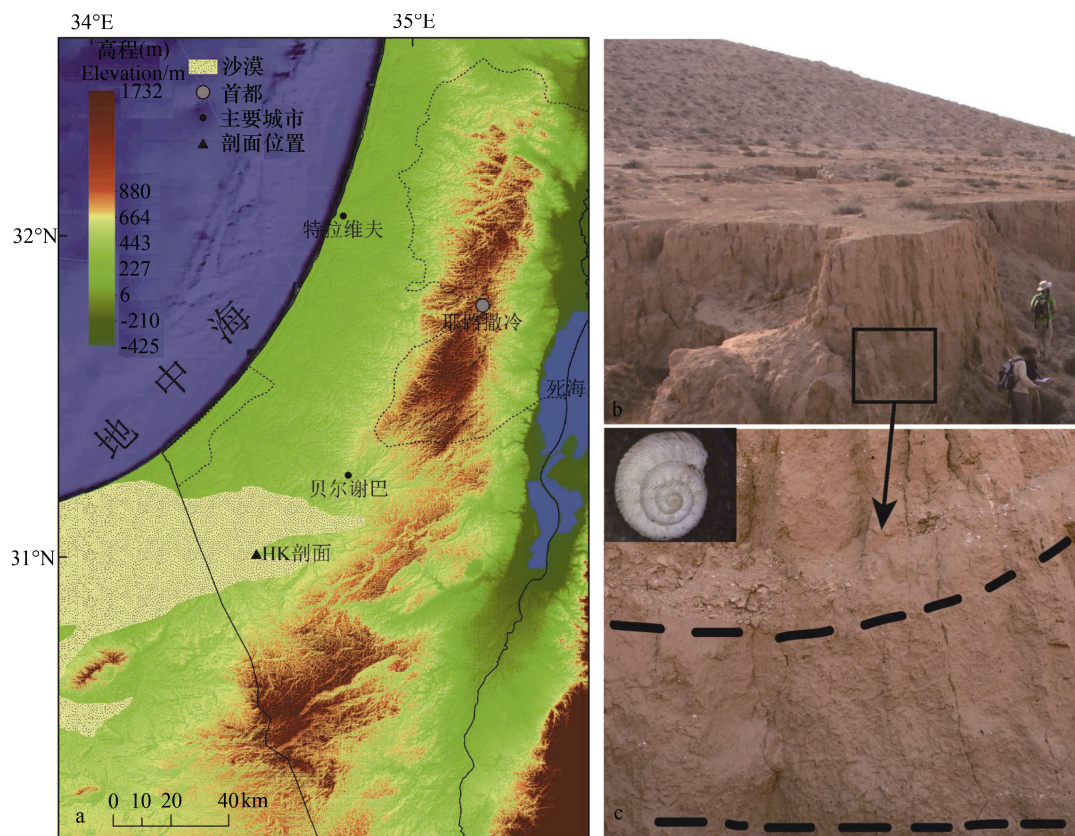 34°E
35°E
高程(m)
Elevation/m
1732
880
664
443
227
6
-210
-425
沙漠
首都
主要城市
剖面位置
32°N
特拉维夫
耶路撒冷
地中海
死海
贝尔谢巴
31°N
HK剖面
0 10 20 40 km
a
b
c